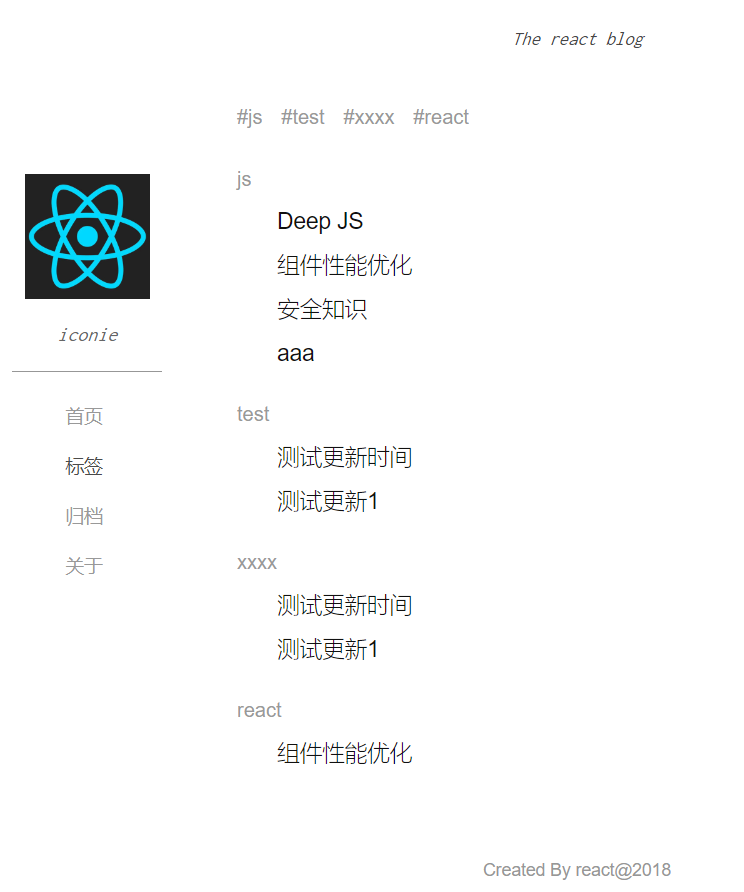 The react blog
#js #test #xxxx #react
iconie
首页
标签
归档
关于
js
Deep JS
组件性能优化
安全知识
aaa
test
测试更新时间
测试更新1
xxxx
测试更新时间
测试更新1
react
组件性能优化
Created By react@2018